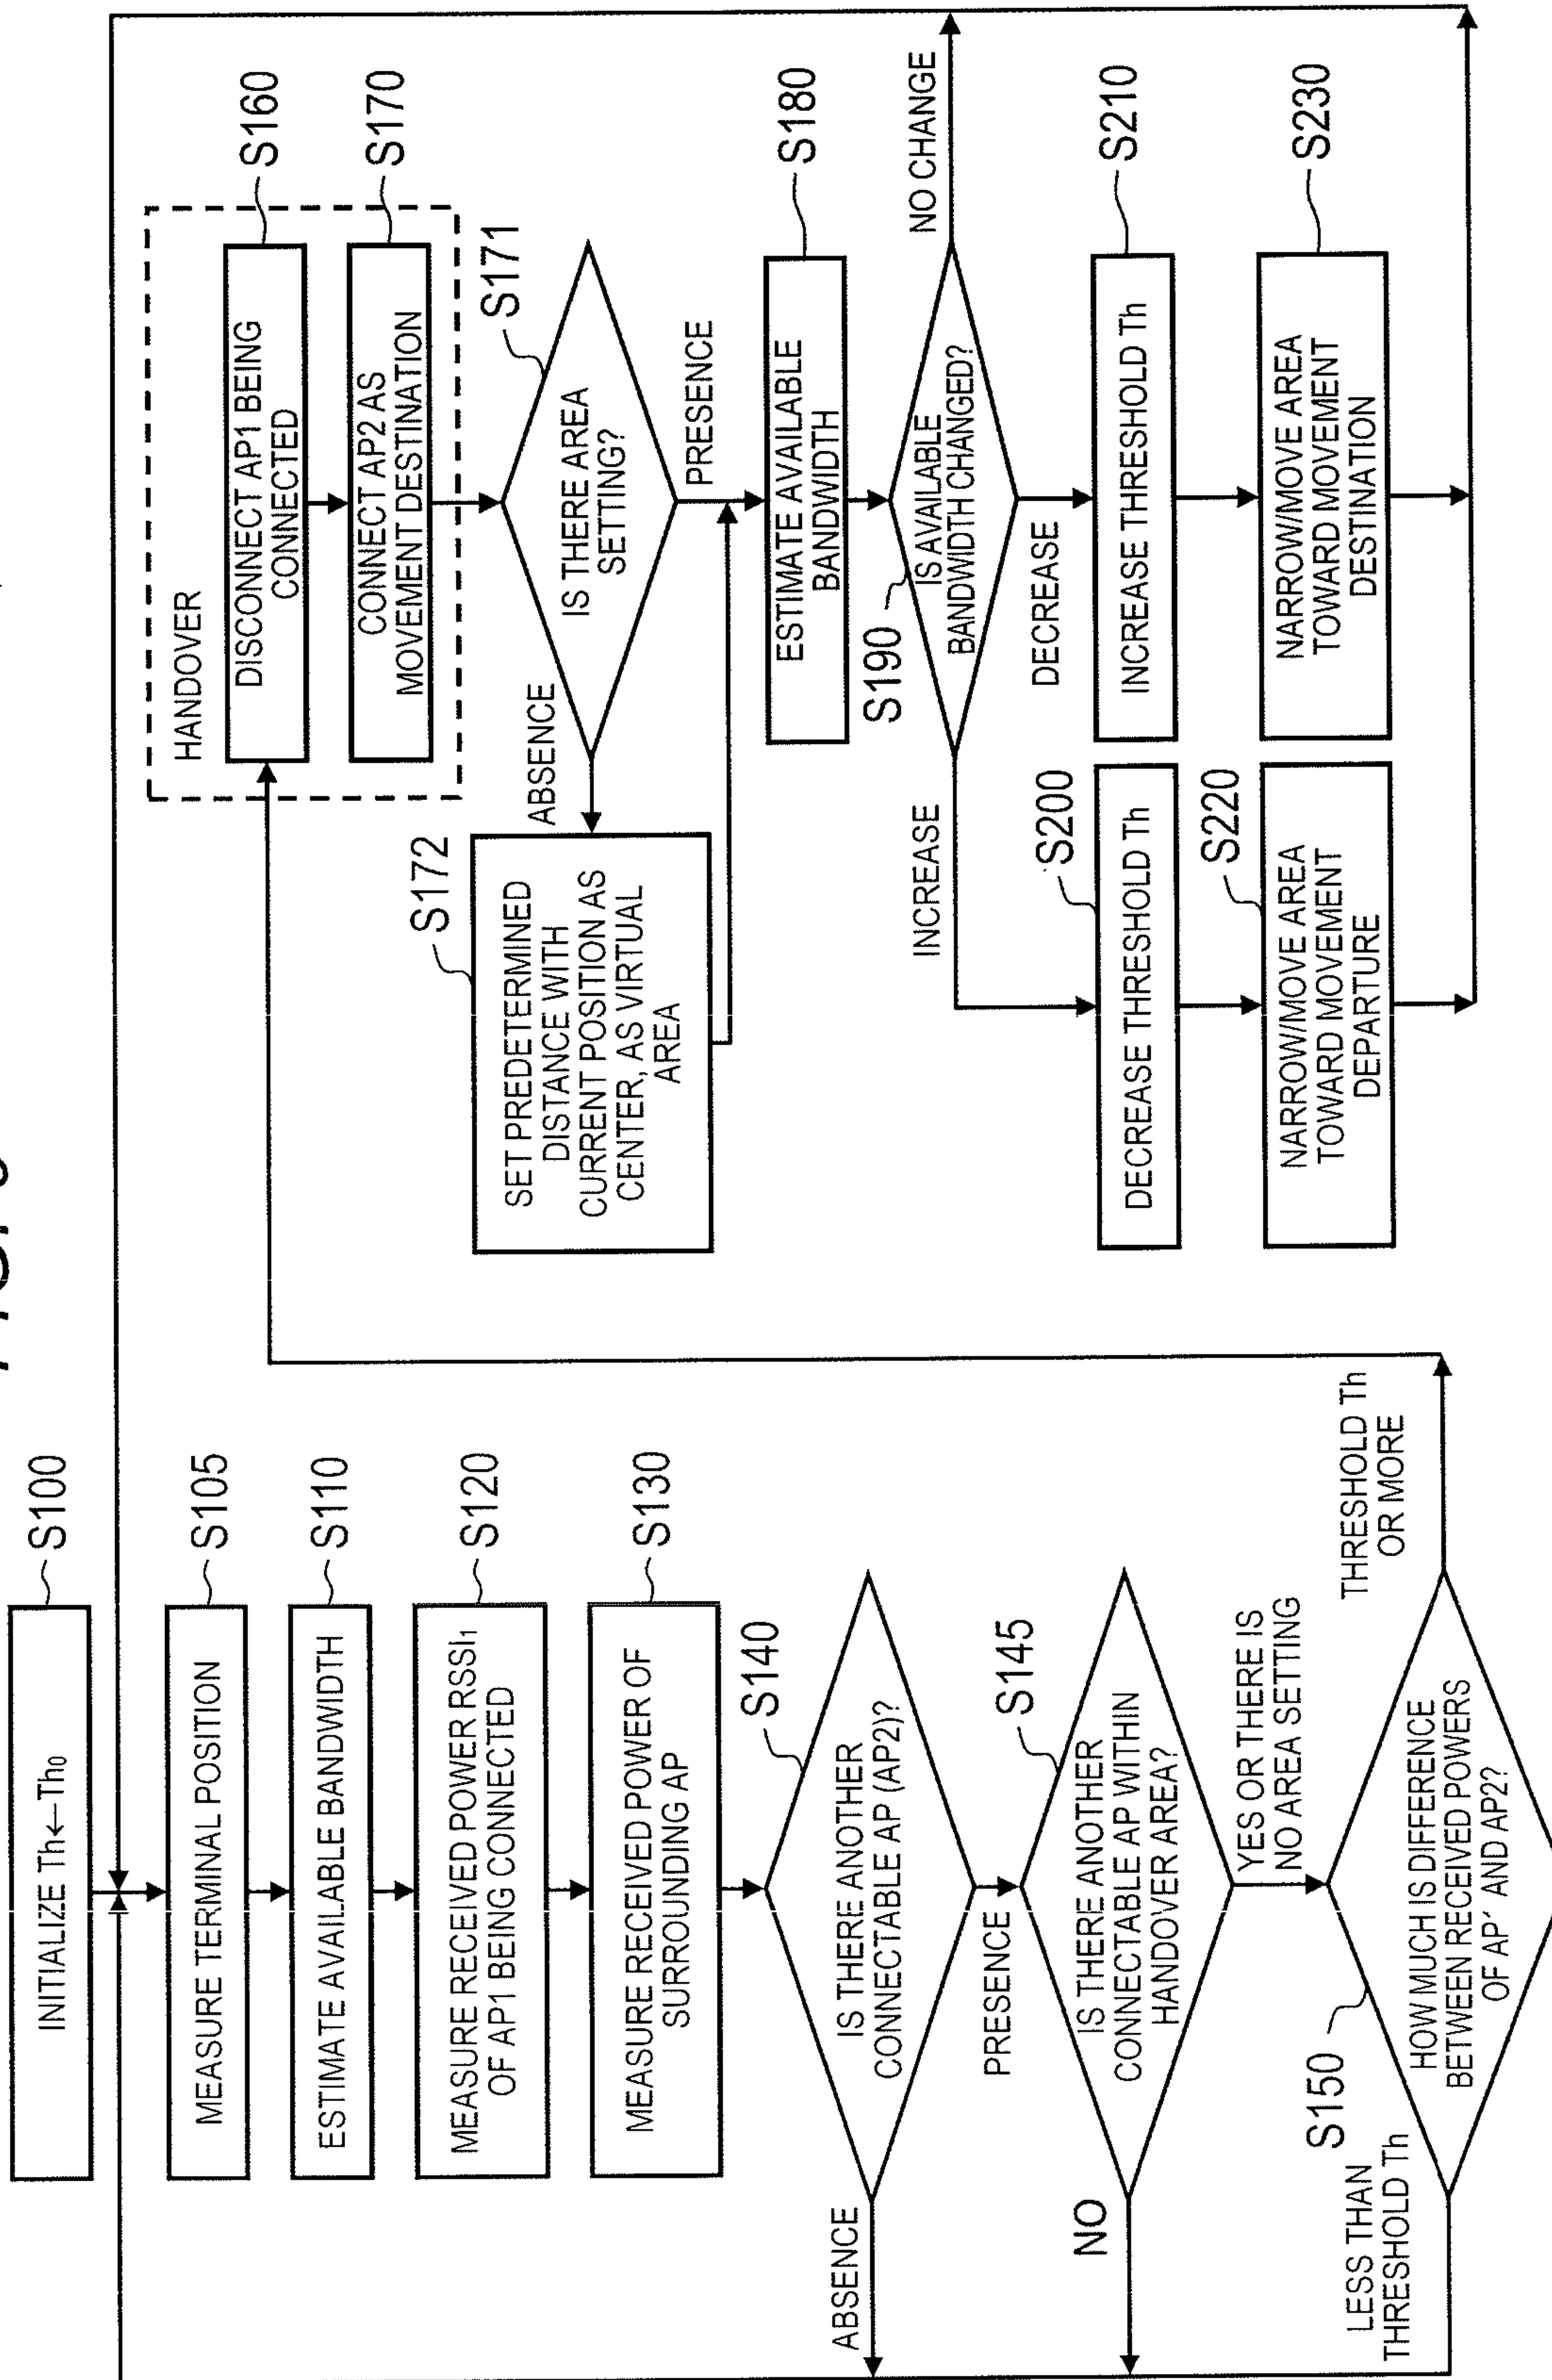 INITIALIZE Th←Th₀
S100
MEASURE TERMINAL POSITION
S105
ESTIMATE AVAILABLE BANDWIDTH
S110
MEASURE RECEIVED POWER RSSI₁
OF AP1 BEING CONNECTED
S120
MEASURE RECEIVED POWER OF
SURROUNDING AP
S130
S140
IS THERE ANOTHER
CONNECTABLE AP (AP2)?
ABSENCE
PRESENCE
S145
IS THERE ANOTHER
CONNECTABLE AP WITHIN
HANDOVER AREA?
NO
YES OR THERE IS
NO AREA SETTING
S150
HOW MUCH IS DIFFERENCE
BETWEEN RECEIVED POWERS
OF AP′ AND AP2?
LESS THAN
THRESHOLD Th
THRESHOLD Th
OR MORE
HANDOVER
DISCONNECT AP1 BEING
CONNECTED
S160
CONNECT AP2 AS
MOVEMENT DESTINATION
S170
S171
IS THERE AREA
SETTING?
ABSENCE
PRESENCE
S172
SET PREDETERMINED
DISTANCE WITH
CURRENT POSITION AS
CENTER, AS VIRTUAL
AREA
ESTIMATE AVAILABLE
BANDWIDTH
S180
S190
IS AVAILABLE
BANDWIDTH CHANGED?
NO CHANGE
INCREASE
DECREASE
S200
DECREASE THRESHOLD Th
INCREASE THRESHOLD Th
S210
S220
NARROW/MOVE AREA
TOWARD MOVEMENT
DEPARTURE
NARROW/MOVE AREA
TOWARD MOVEMENT
DESTINATION
S230